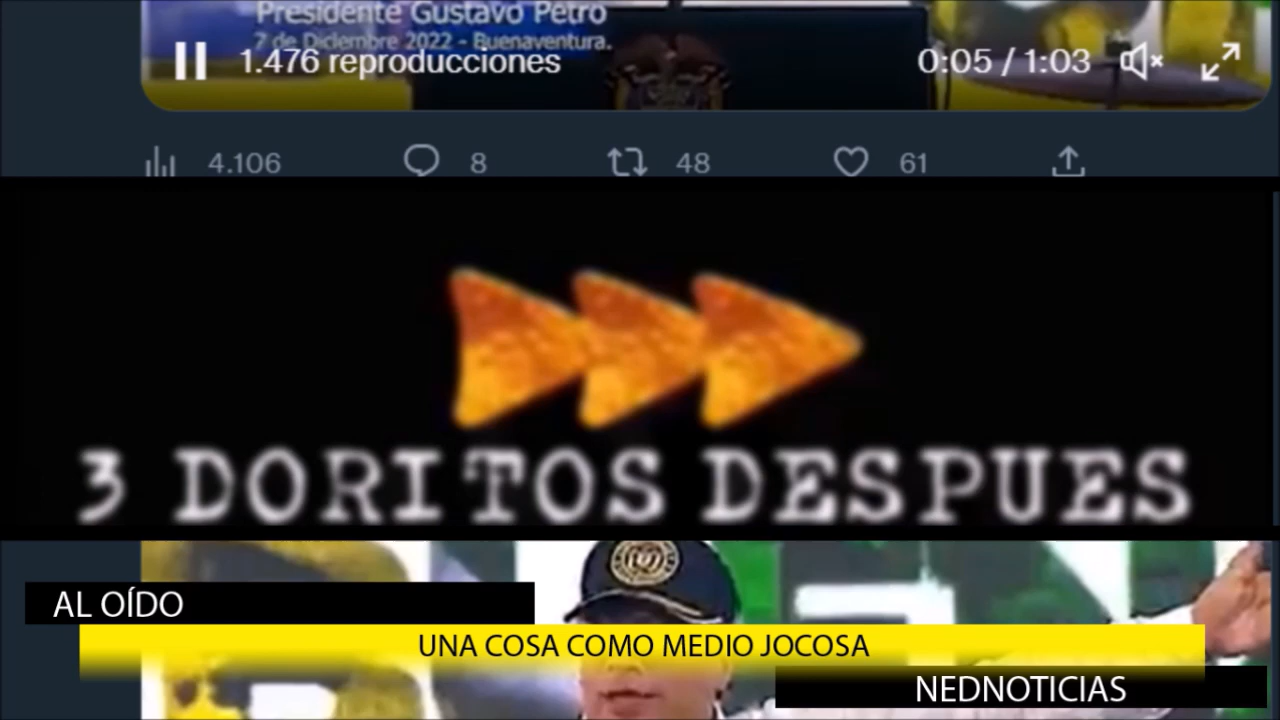 Presidente Gustavo Petro
7 de Diciembre 2022 - Buenaventura.
1.476 reproducciones
0:05 / 1:03
4.106
8
48
61
3 DORITOS DESPUES
AL OÍDO
UNA COSA COMO MEDIO JOCOSA
NEDNOTICIAS